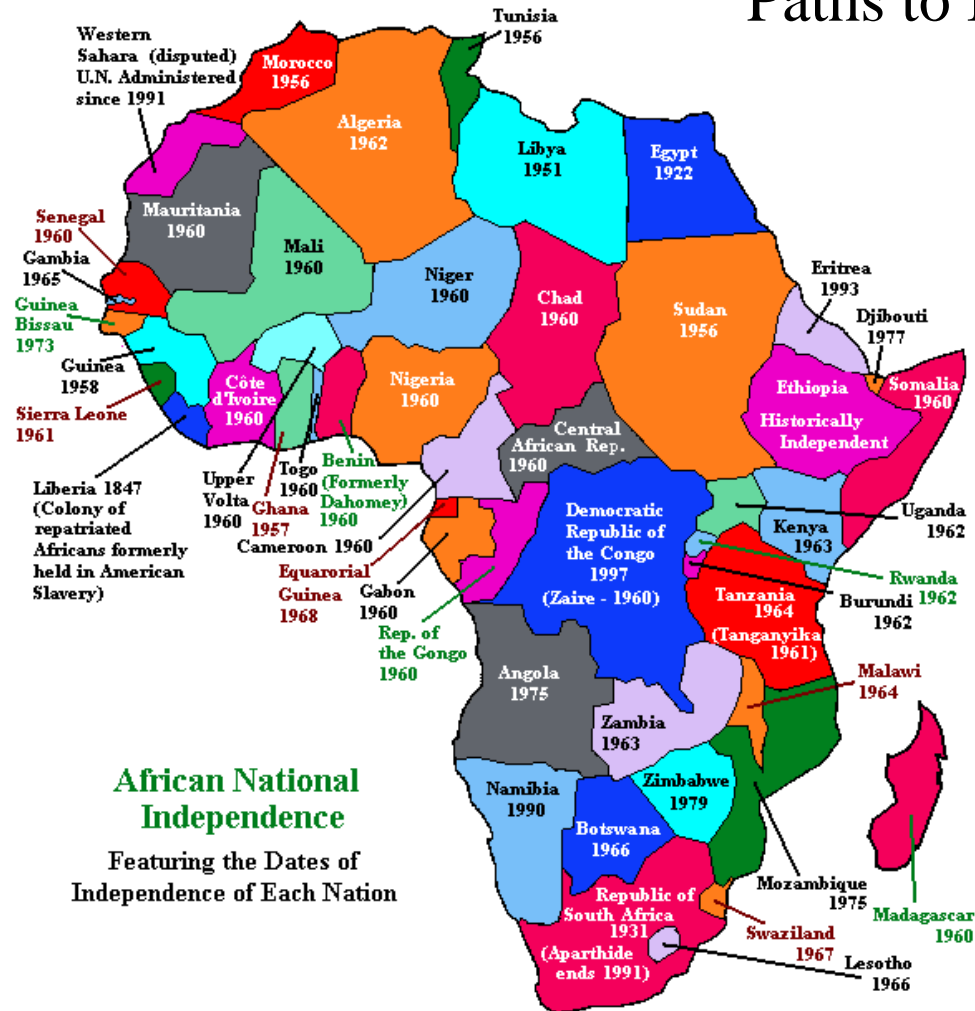 Paths to
Tunisia
1956
Western
Sahara (disputed)
U.N. Administered
since 1991
Morocco
1956
Algeria
1962
Libya
1951
Egypt
1922
Mauritania
1960
Senegal
1960
Gambia
1965
Guinea
Bissau
1973
Mali
1960
Niger
1960
Chad
1960
Sudan
1956
Eritrea
1993
Djibouti
1977
Guinea
1958
Sierra Leone
1961
Côte
d'Ivoire
1960
Nigeria
1960
Ethiopia
Historically
Independent
Somalia
1960
Central
African Rep.
1960
Liberia 1847
(Colony of
repatriated
Africans formerly
held in American
Slavery)
Upper
Volta
1960
Ghana
1957
Togo
1960
Benin
(Formerly
Dahomey)
1960
Cameroon 1960
Equarorial
Guinea
1968
Gabon
1960
Rep. of
the Gongo
1960
Democratic
Republic of
the Congo
1997
(Zaire - 1960)
Uganda
1962
Kenya
1963
Rwanda
1962
Burundi
1962
Tanzania
1964
(Tanganyika
1961)
Angola
1975
Malawi
1964
Zambia
1963
African National
Independence
Featuring the Dates of
Independence of Each Nation
Namibia
1990
Zimbabwe
1979
Botswana
1966
Mozambique
1975
Madagascar
1960
Republic of
South Africa
1931
(Aparthide
ends 1991)
Swaziland
1967
Lesotho
1966